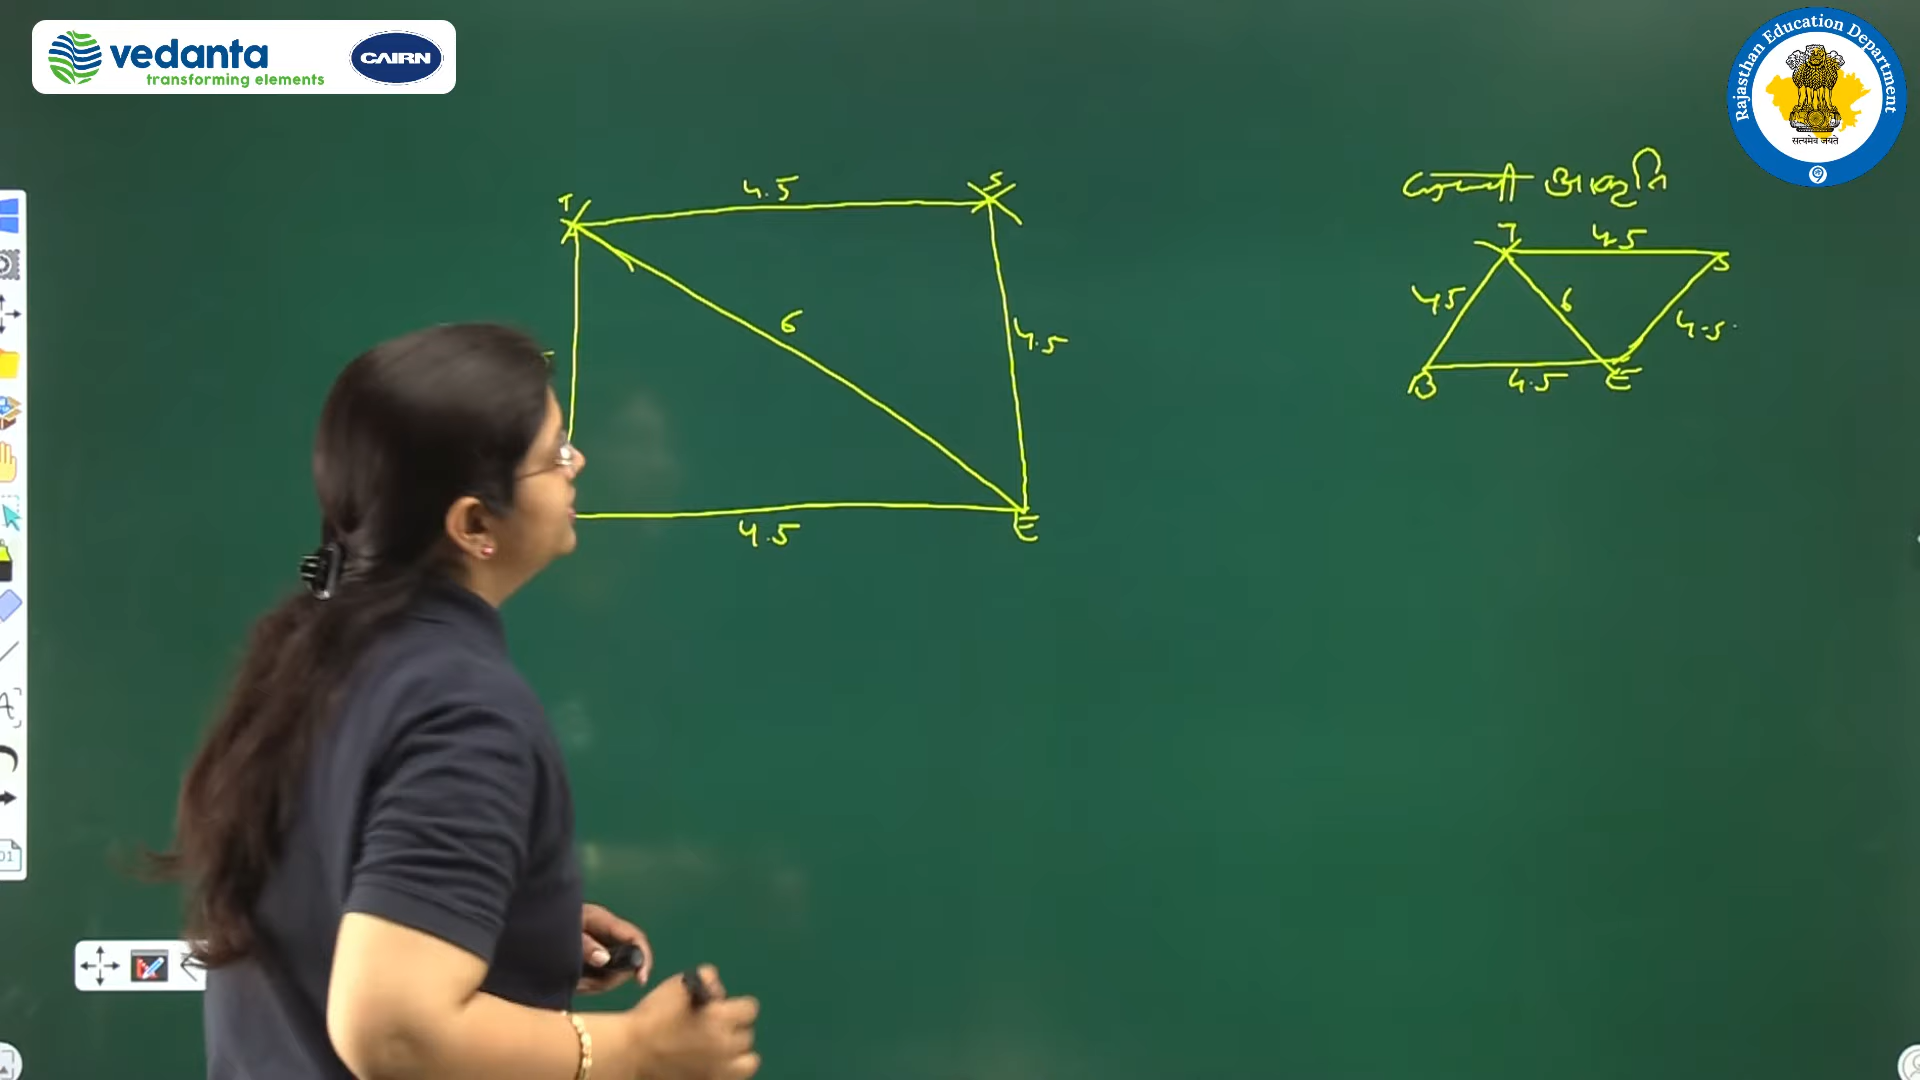 vedanta
transforming elements
CAIRN
Rajasthan Education Department
सत्यमेव जयते
T 4.5 S
6
4.5
4.5
E
कच्ची आकृति
T 4.5 S
4.5 6 4.5
B 4.5 E
01